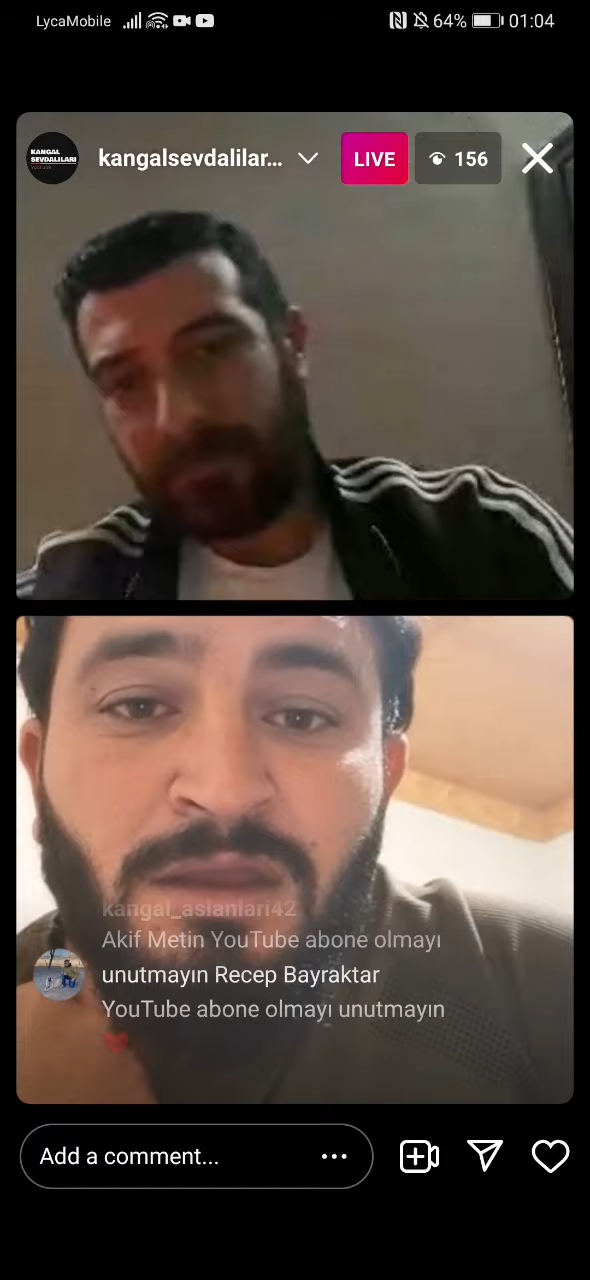 LycaMobile 64% 01:04
KANGAL
SEVDALILARI
YOUTUBE
kangalsevdalilar... LIVE 156
kangal_aslanlari42
Akif Metin YouTube abone olmayı
unutmayın Recep Bayraktar
YouTube abone olmayı unutmayın
Add a comment...